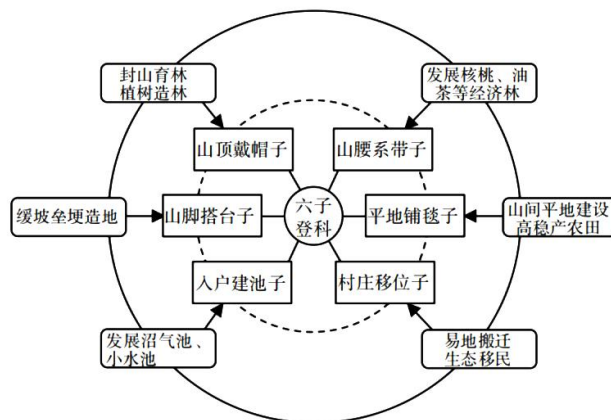 封山育林
植树造林
发展核桃、油
茶等经济林
山顶戴帽子
山腰系带子
缓坡垒埂造地
山脚搭台子
六子
登科
平地铺毯子
山间平地建设
高稳产农田
入户建池子
村庄移位子
发展沼气池、
小水池
易地搬迁
生态移民